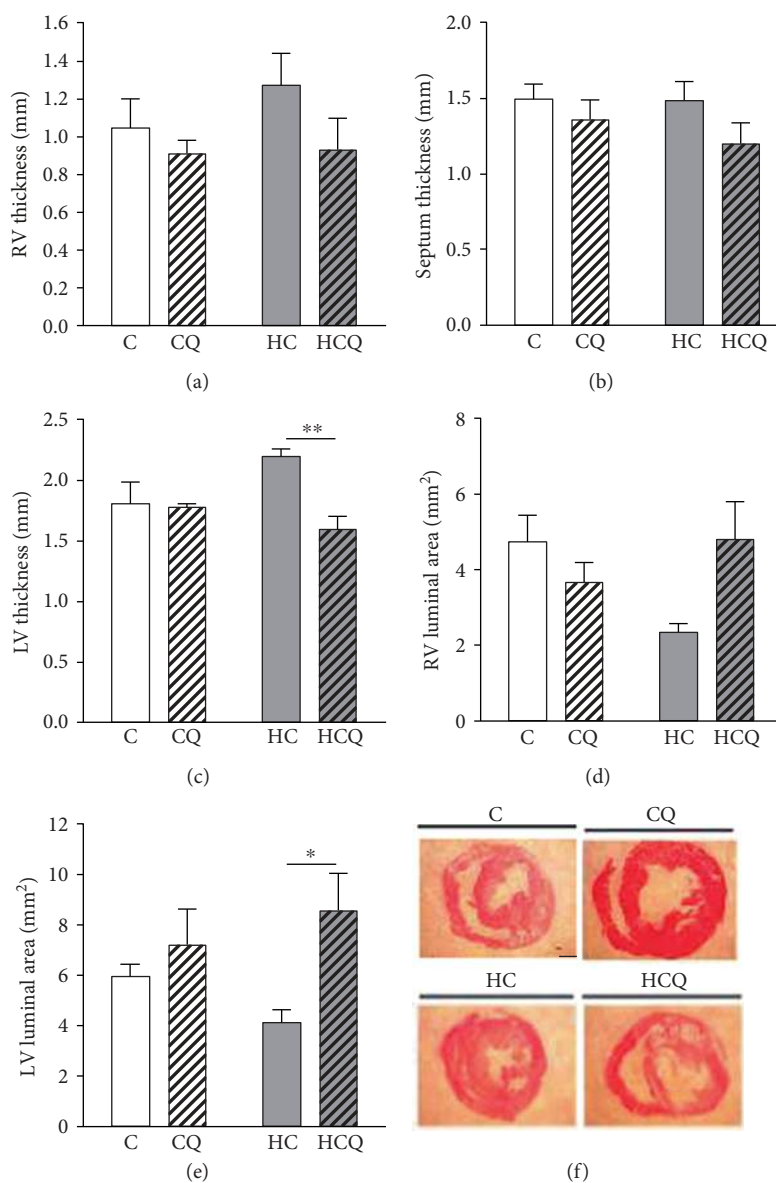 RV thickness (mm)
1.6
1.4
1.2
1.0
0.8
0.6
0.4
0.2
0.0
C CQ HC HCQ
(a)
Septum thickness (mm)
2.0
1.5
1.0
1.5
0.0
C CQ HC HCQ
(b)
LV thickness (mm)
2.5
2.0
1.5
1.0
0.5
0.0
**
C CQ HC HCQ
(c)
RV luminal area (mm²)
8
6
4
2
0
C CQ HC HCQ
(d)
LV luminal area (mm²)
12
10
8
6
4
6
0
*
C CQ HC HCQ
(e)
C CQ
HC HCQ
(f)